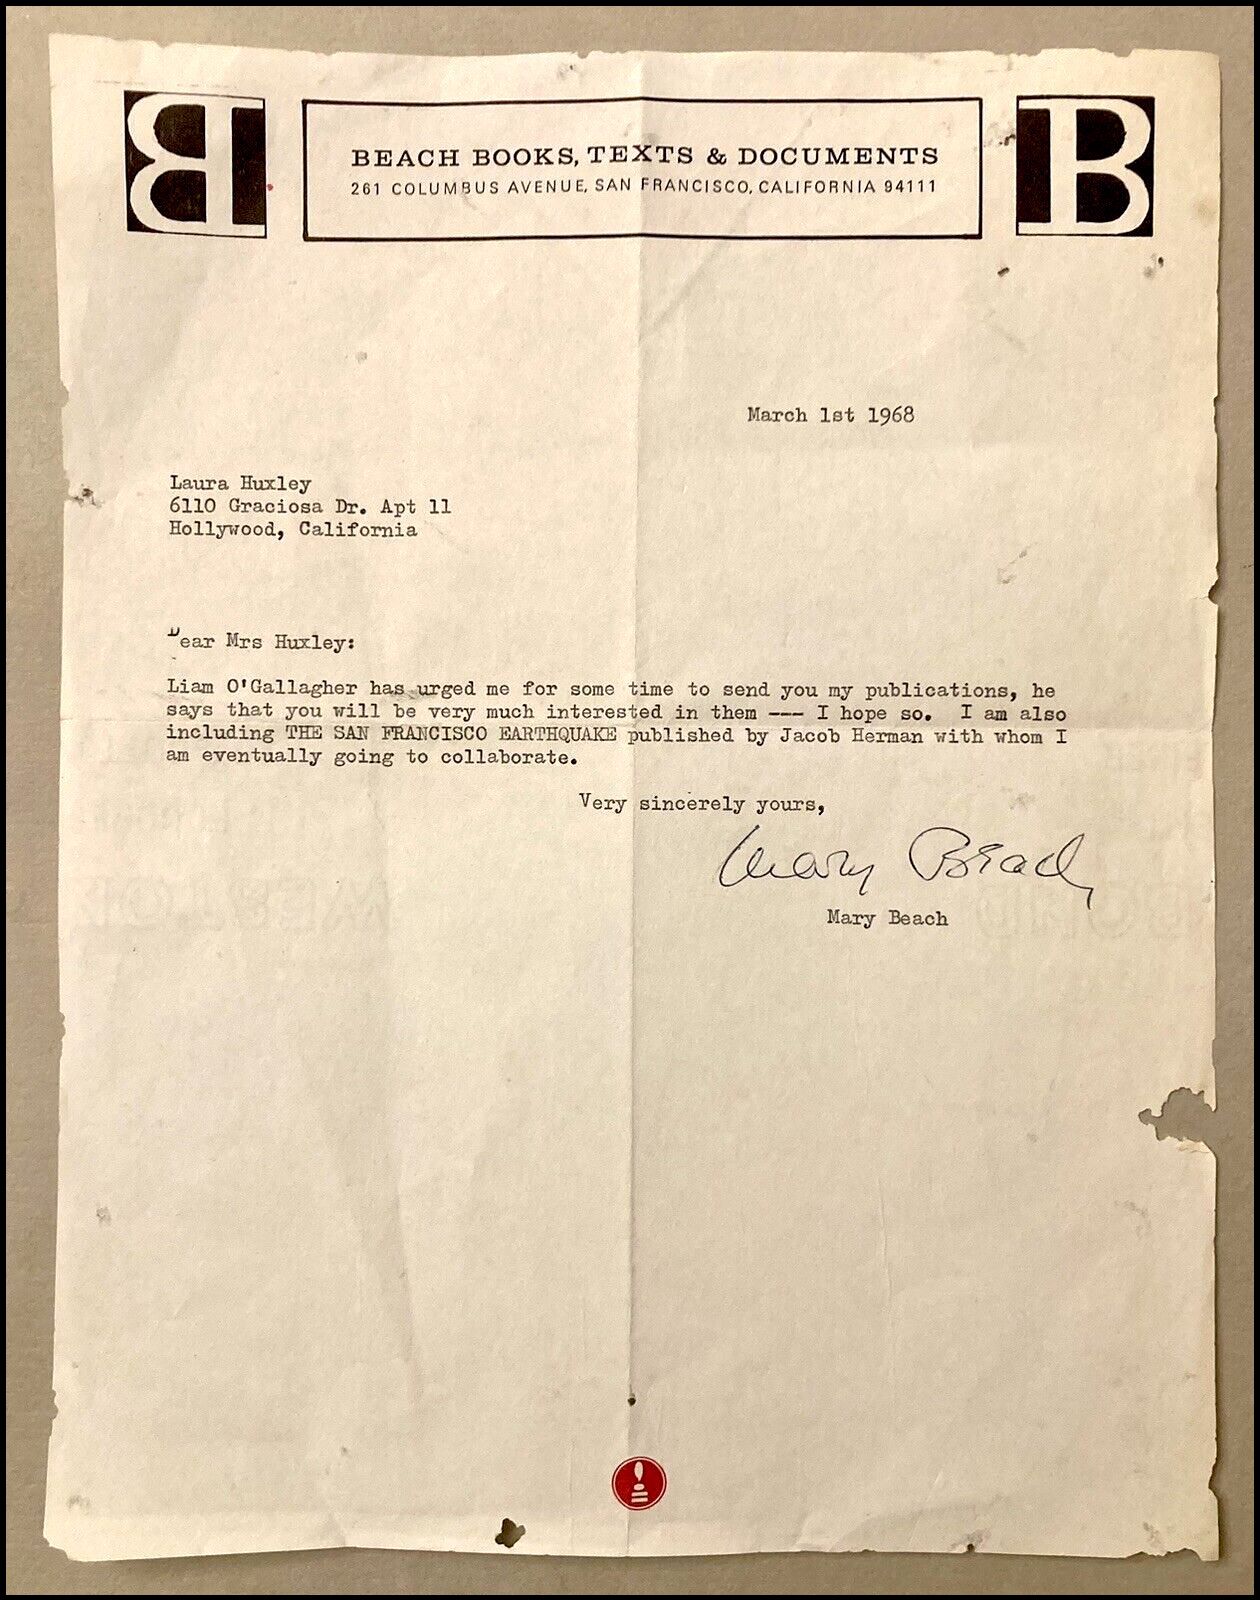 B
BEACH BOOKS, TEXTS & DOCUMENTS
261 COLUMBUS AVENUE, SAN FRANCISCO, CALIFORNIA 94111
B
March 1st 1968
Laura Huxley
6110 Graciosa Dr. Apt 11
Hollywood, California
Dear Mrs Huxley:
Liam O'Gallagher has urged me for some time to send you my publications, he
says that you will be very much interested in them --- I hope so. I am also
including THE SAN FRANCISCO EARTHQUAKE published by Jacob Herman with whom I
am eventually going to collaborate.
Very sincerely yours,
Mary Beach
Mary Beach